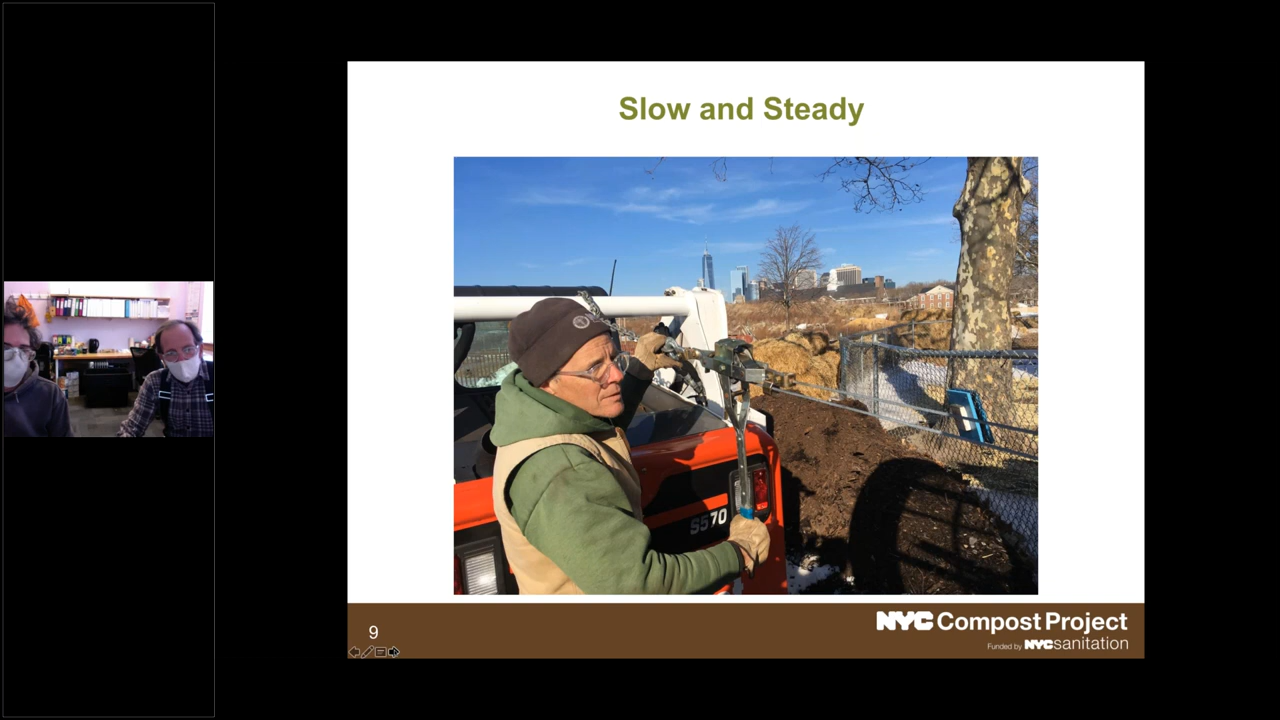 Slow and Steady
S570
9
NYC Compost Project
Funded by NYC sanitation